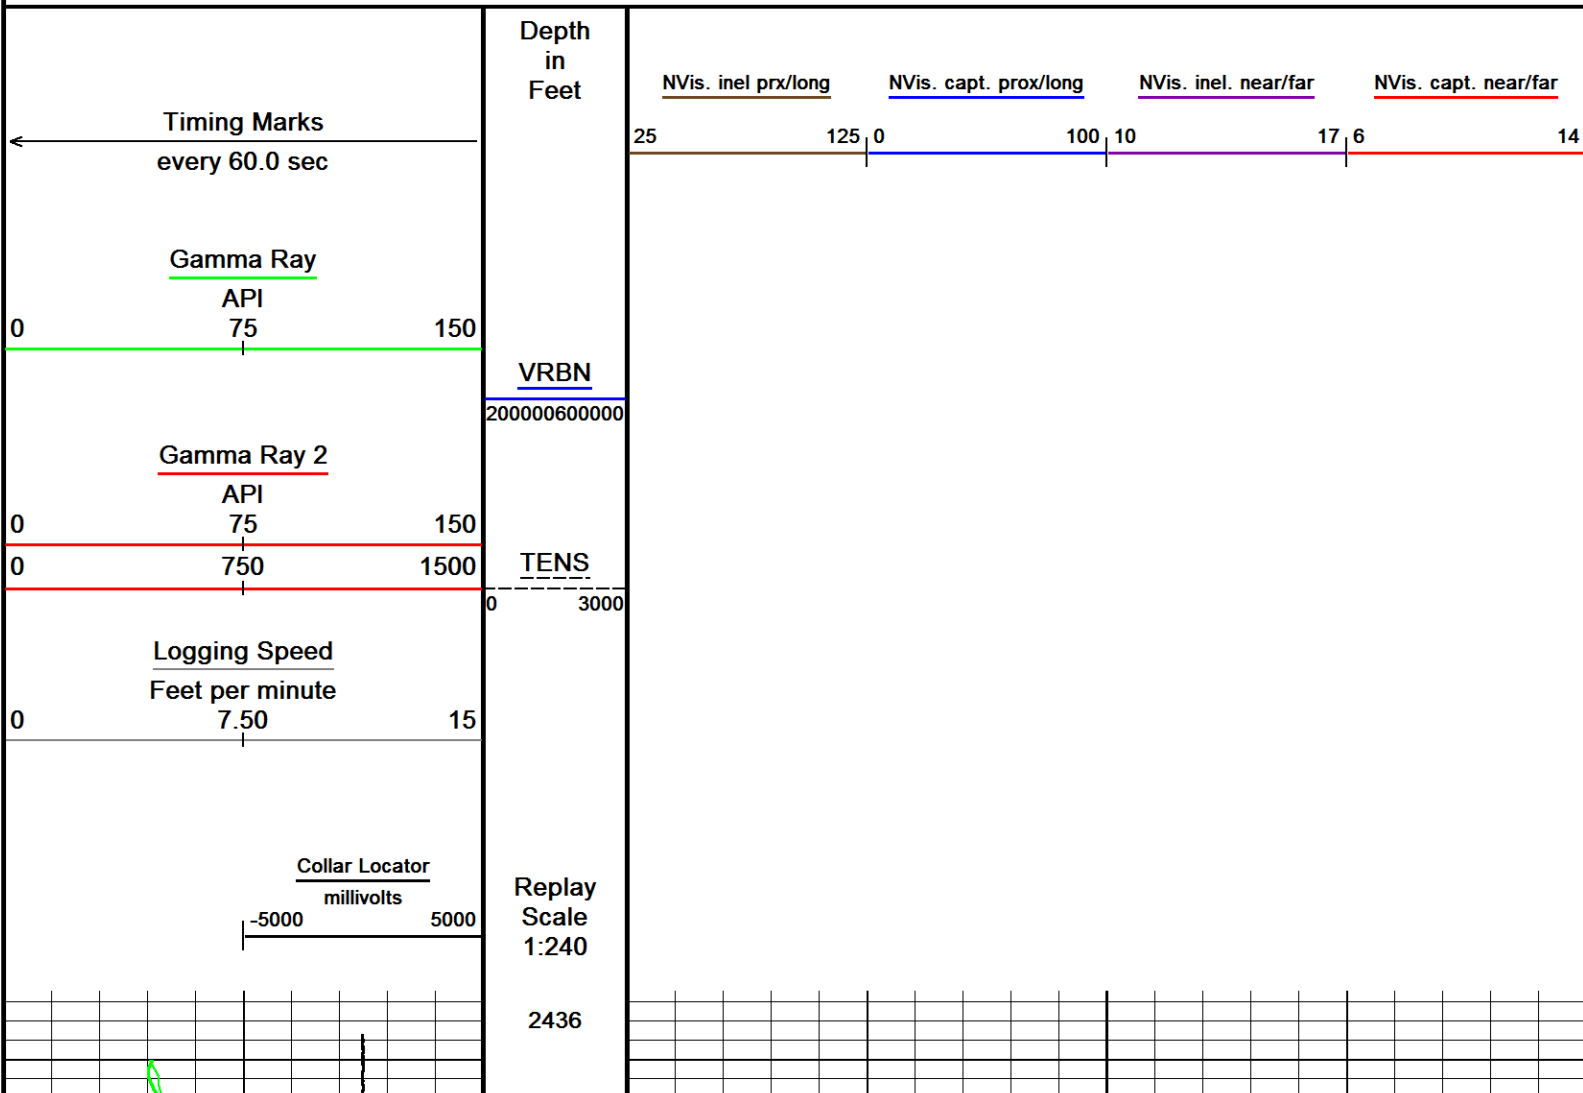 Timing Marks
every 60.0 sec
Gamma Ray
API
0 75 150
Gamma Ray 2
API
0 75 150
0 750 1500
Logging Speed
Feet per minute
0 7.50 15
Collar Locator
millivolts
-5000 5000
Depth
in
Feet
VRBN
200000600000
TENS
0 3000
Replay
Scale
1:240
2436
NVis. inel prx/long NVis. capt. prox/long NVis. inel. near/far NVis. capt. near/far
25 125 0 100 10 17 6 14